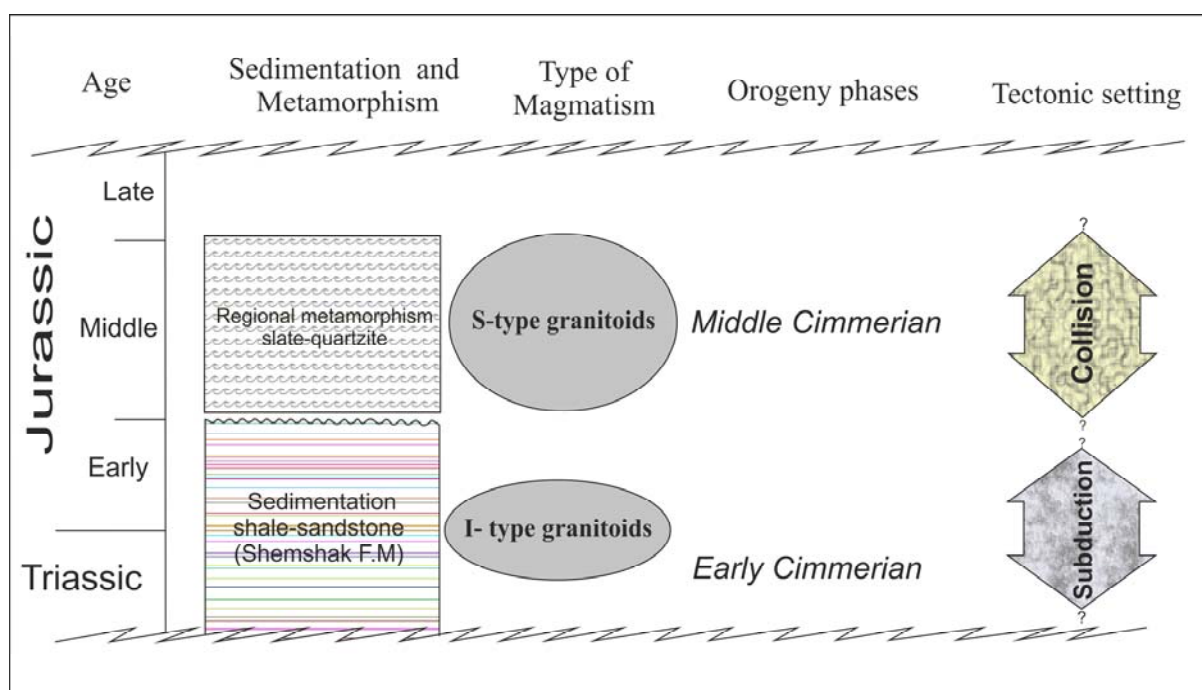 Age
Sedimentation and
Metamorphism
Type of
Magmatism
Orogeny phases
Tectonic setting
Jurassic
Late
Middle
Early
Triassic
Regional metamorphism
slate-quartzite
S-type granitoids
Middle Cimmerian
?
Collision
?
Sedimentation
shale-sandstone
(Shemshak F.M)
I- type granitoids
Early Cimmerian
?
Subduction
?